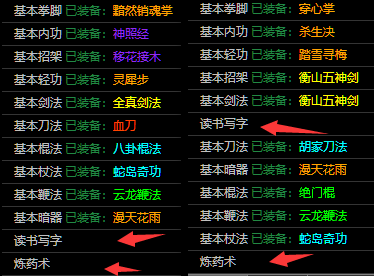 基本拳脚 已装备：黯然销魂掌
基本内功 已装备：神照经
基本招架 已装备：移花接木
基本轻功 已装备：灵犀步
基本剑法 已装备：全真剑法
基本刀法 已装备：血刀
基本棍法 已装备：八卦棍法
基本杖法 已装备：蛇岛奇功
基本鞭法 已装备：云龙鞭法
基本暗器 已装备：漫天花雨
读书写字
炼药术
基本拳脚 已装备：穿心掌
基本内功 已装备：杀生决
基本轻功 已装备：踏雪寻梅
基本招架 已装备：衡山五神剑
基本剑法 已装备：衡山五神剑
读书写字
基本刀法 已装备：胡家刀法
基本暗器 已装备：漫天花雨
基本棍法 已装备：绝门棍
基本鞭法 已装备：云龙鞭法
基本杖法 已装备：蛇岛奇功
炼药术